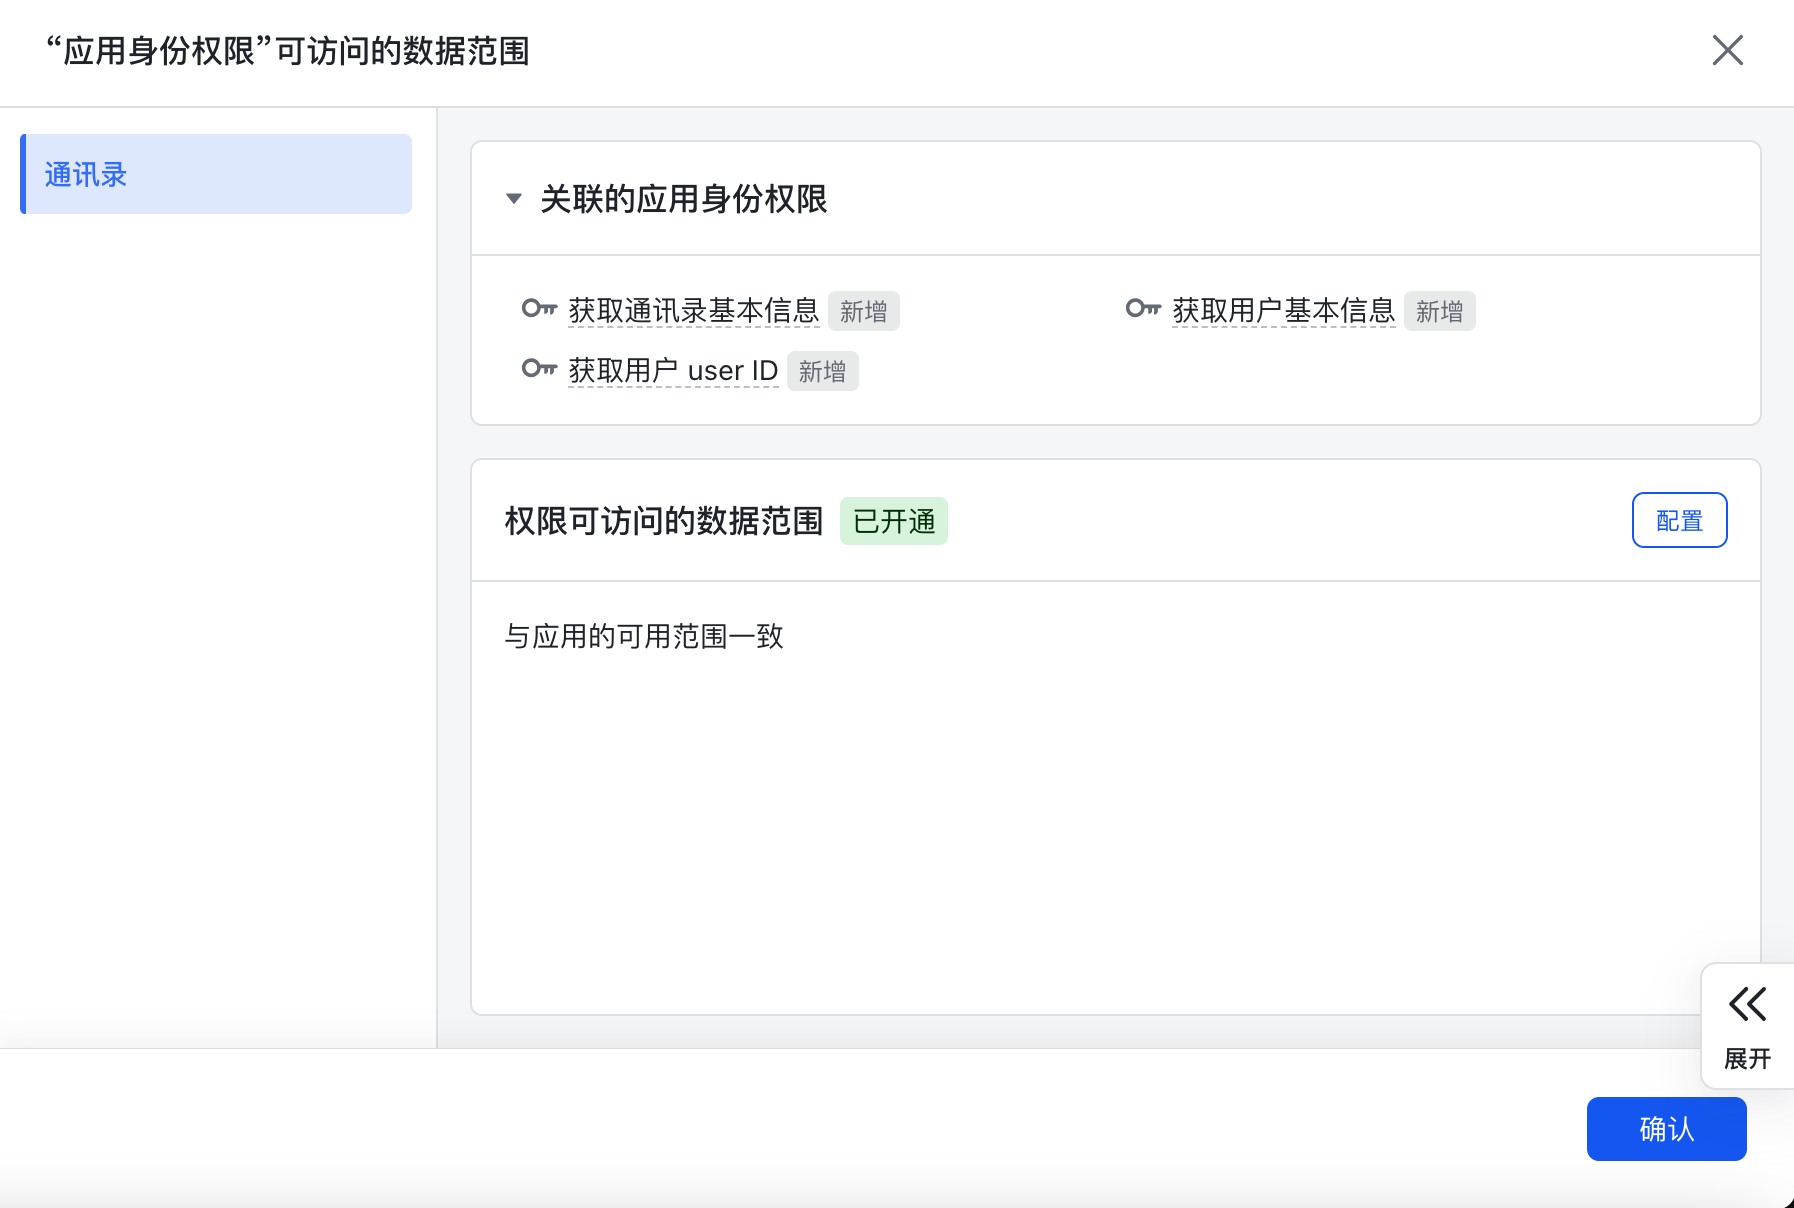 “应用身份权限”可访问的数据范围
通讯录
关联的应用身份权限
获取通讯录基本信息 新增
获取用户基本信息 新增
获取用户 user ID 新增
权限可访问的数据范围 已开通
配置
与应用的可用范围一致
展开
确认